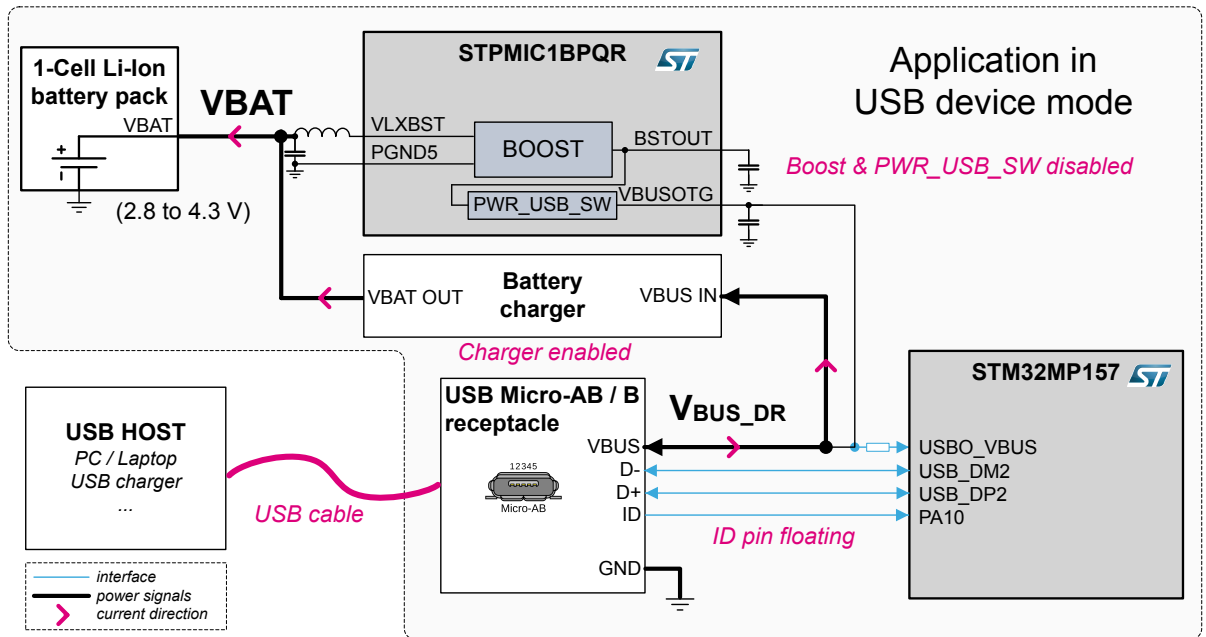 1-Cell Li-Ion
battery pack
VBAT
+
(2.8 to 4.3 V)
VBAT
STPMIC1BPQR
ST
VLXBST
PGND5
BOOST
BSTOUT
PWR_USB_SW
VBUSOTG
Application in
USB device mode
Boost & PWR_USB_SW disabled
VBAT OUT
Battery
charger
VBUS IN
Charger enabled
USB HOST
PC / Laptop
USB charger
...
USB cable
USB Micro-AB / B
receptacle
12345
Micro-AB
VBUS
D-
D+
ID
GND
VBUS_DR
ID pin floating
STM32MP157
ST
USBO_VBUS
USB_DM2
USB_DP2
PA10
interface
power signals
current direction